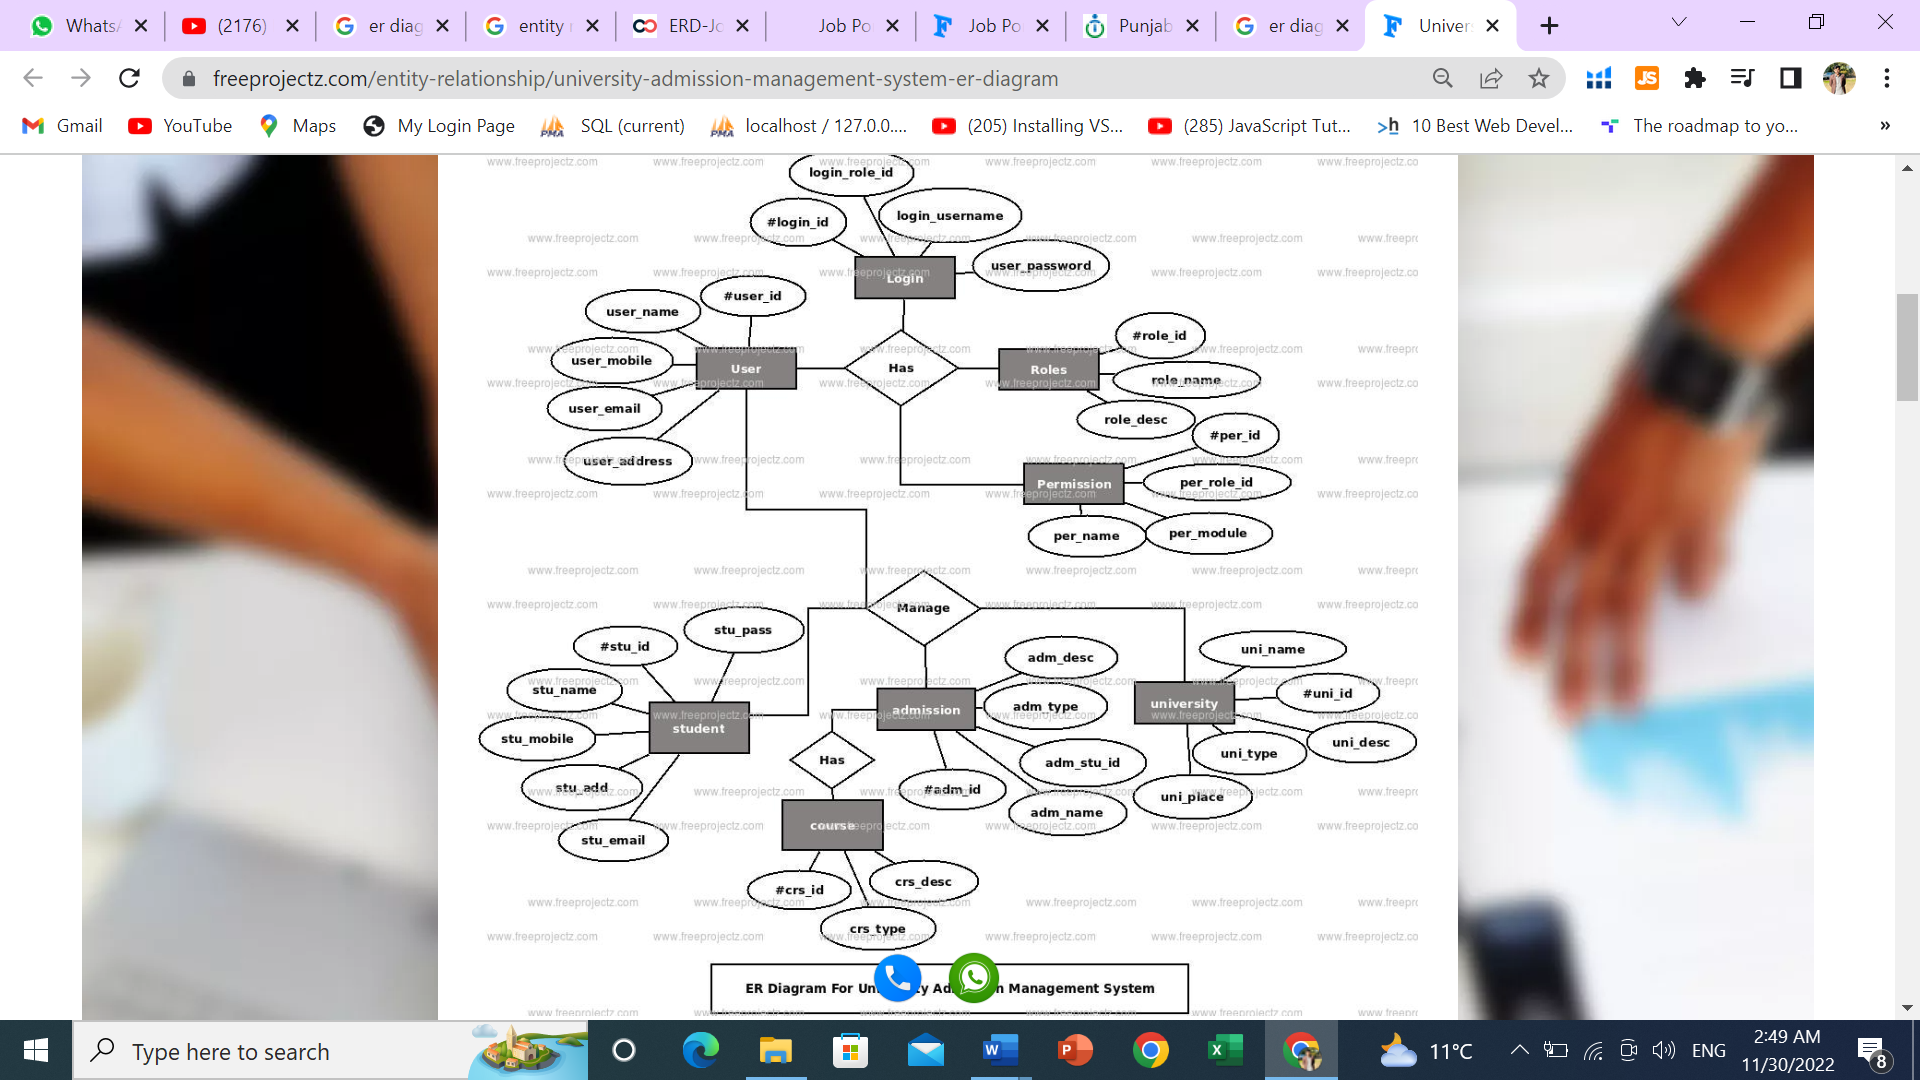 WhatsA
(2176)
er diag
entity r
ERD-Jo
Job Po
Job Po
Punjab
er diag
Univer
freeprojectz.com/entity-relationship/university-admission-management-system-er-diagram
Gmail
YouTube
Maps
My Login Page
SQL (current)
localhost / 127.0.0....
(205) Installing VS...
(285) JavaScript Tut...
10 Best Web Devel...
The roadmap to yo...
»
www.freeprojectz.com
login_role_id
#login_id
login_username
user_password
Login
#user_id
user_name
user_mobile
user_email
user_address
User
Has
Roles
#role_id
role_name
role_desc
#per_id
Permission
per_role_id
per_name
per_module
Manage
stu_pass
#stu_id
stu_name
stu_mobile
stu_add
stu_email
student
admission
adm_desc
adm_type
adm_stu_id
adm_name
#adm_id
university
uni_name
#uni_id
uni_desc
uni_type
uni_place
Has
course
#crs_id
crs_desc
crs_type
ER Diagram For Un
y Ad
n Management System
Type here to search
11°C
ENG
2:49 AM
11/30/2022
8